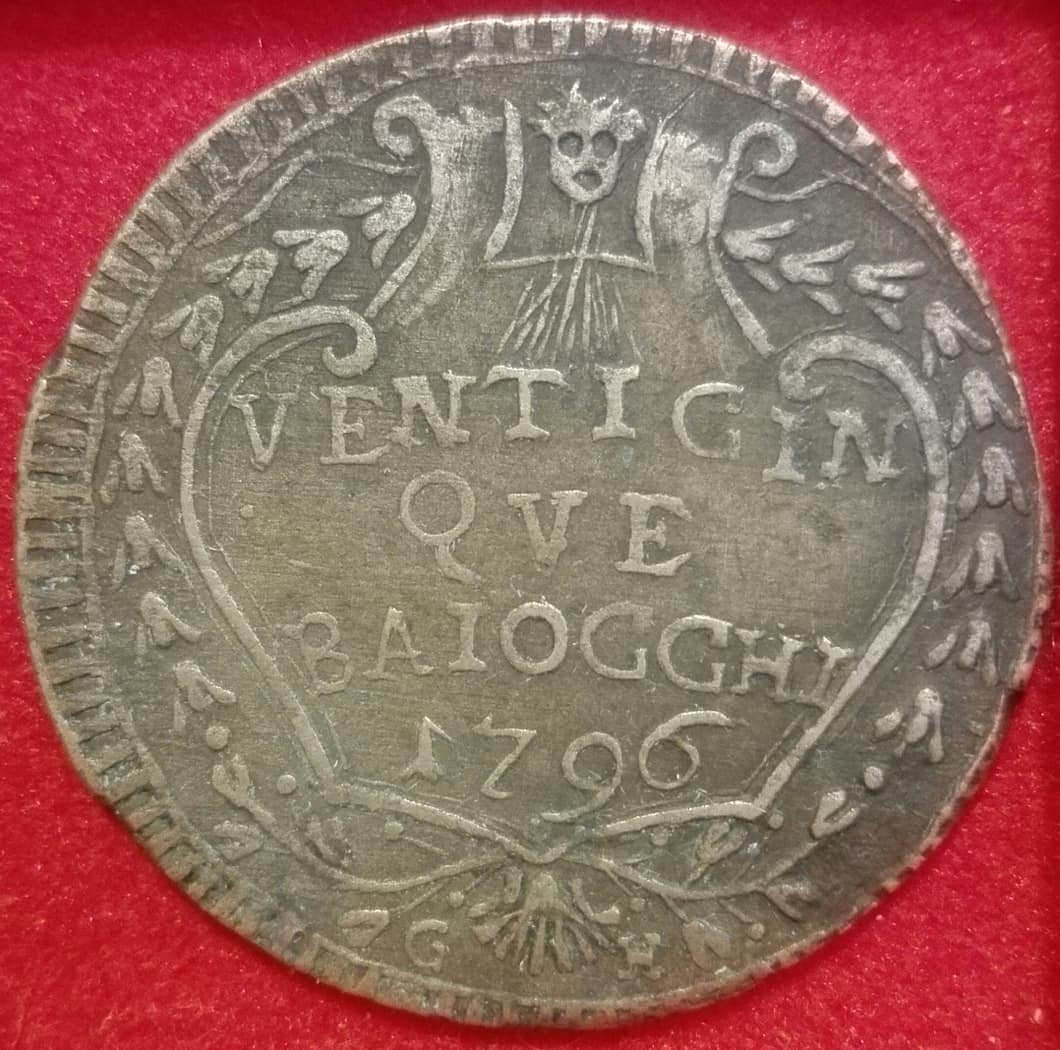 VENTICIN
QVE
BAIOCCHI
1796